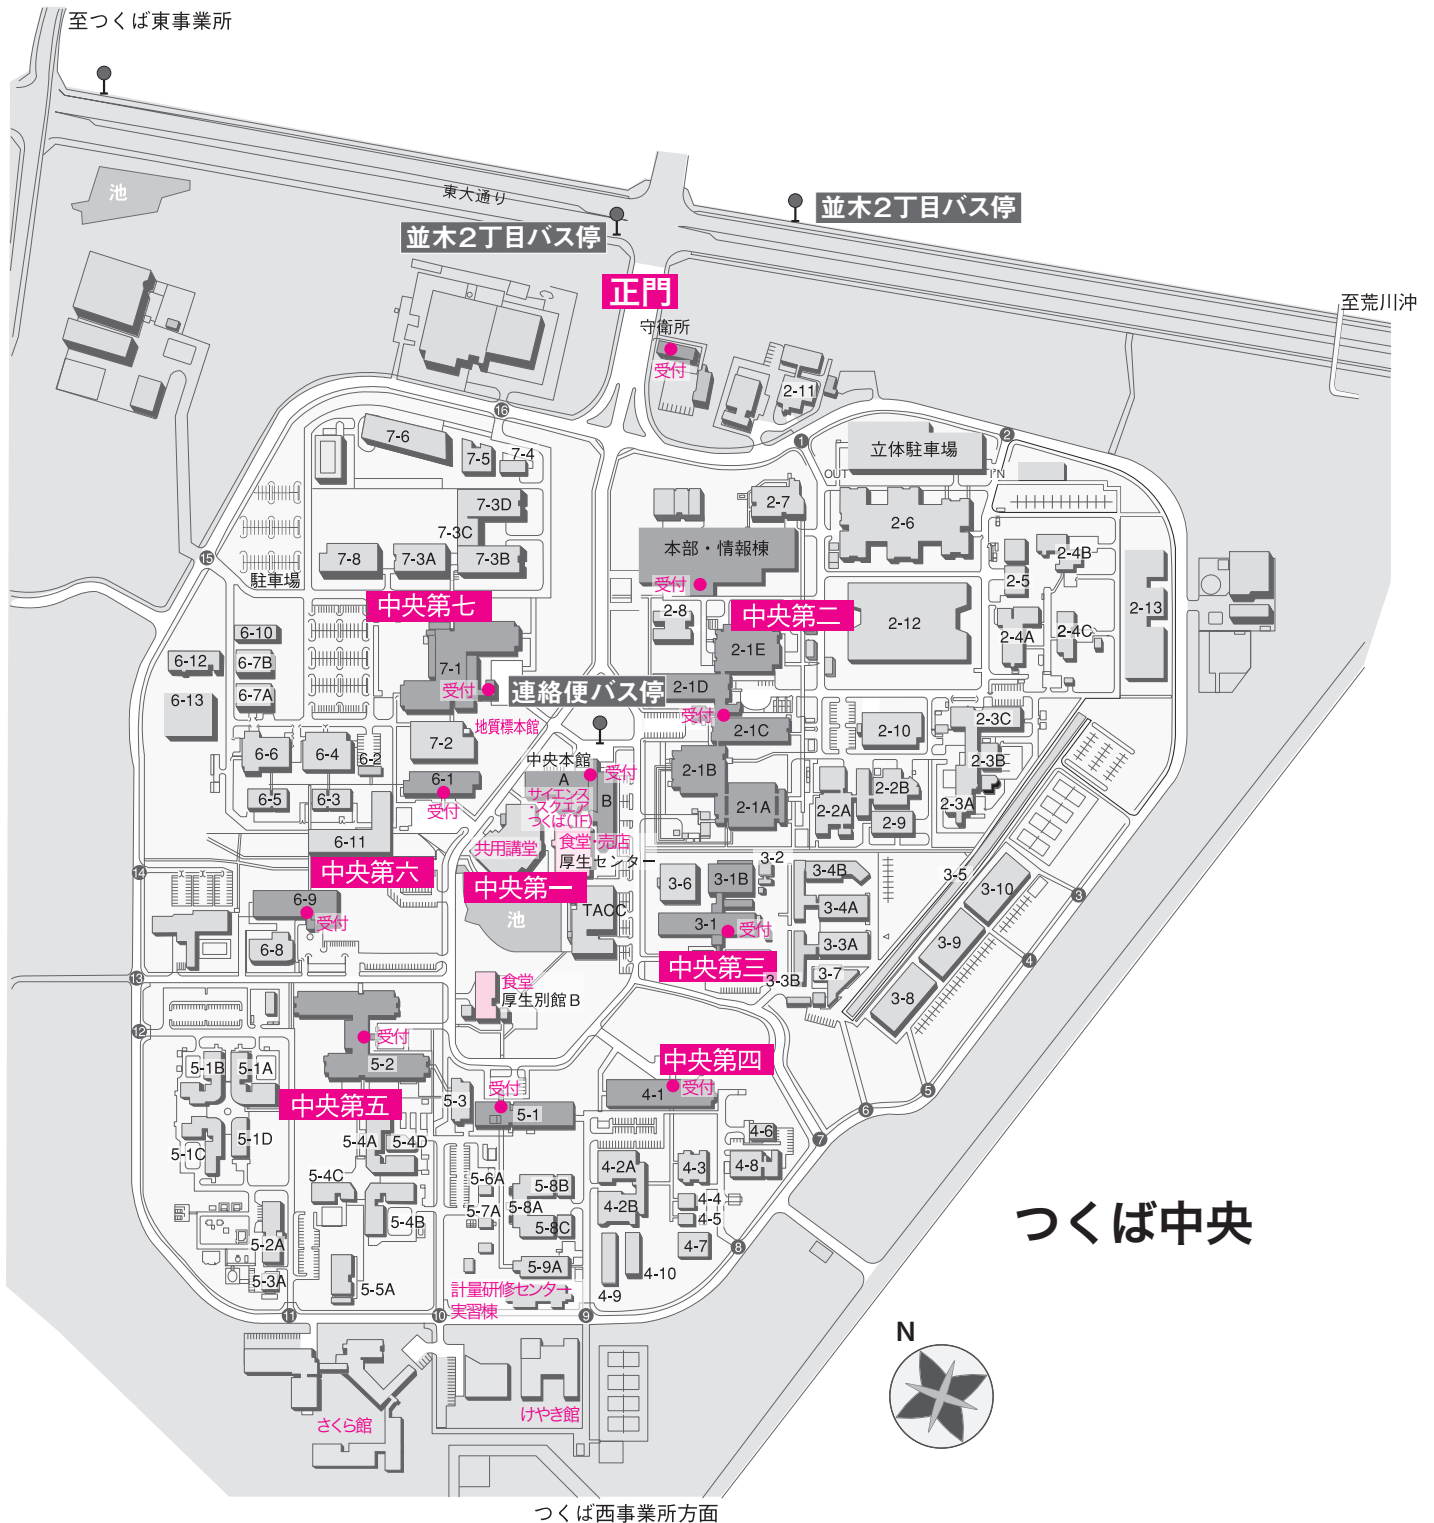 至つくば東事業所
池
東大通り
並木2丁目バス停
並木2丁目バス停
正門
至荒川沖
守衛所
受付
2-11
16
1
2
立体駐車場
OUT
IN
7-6
7-5
7-4
7-3D
7-3C
7-8
7-3A
7-3B
15
駐車場
2-7
本部・情報棟
受付
2-6
2-4B
2-5
2-13
中央第七
中央第二
2-8
2-12
2-4A
2-4C
6-10
6-12
6-7B
6-7A
6-13
7-1
受付
連絡便バス停
2-1E
2-1D
受付
2-1C
地質標本館
2-10
2-3C
6-6
6-4
6-2
7-2
6-1
受付
中央本館
A
受付
B
サイエンス
・スクエア
つくば(1F)
2-1B
2-1A
2-2A
2-2B
2-9
2-3B
2-3A
6-5
6-3
6-11
共用講堂
食堂・売店
厚生センター
中央第六
中央第一
池
TACC
3-6
3-1B
3-2
3-4B
3-5
3-10
14
3-4A
3
6-9
受付
6-8
3-1
受付
3-3A
3-9
中央第三
3-3B
3-7
3-8
4
13
食堂
厚生別館B
12
受付
5-2
5-1B
5-1A
中央第五
5-3
受付
5-1
中央第四
4-1
受付
5
6
7
5-1D
5-1C
5-4A
5-4D
5-4C
5-4B
5-6A
5-7A
5-8B
5-8A
5-8C
4-2A
4-2B
4-3
4-6
4-8
4-4
4-5
4-7
8
つくば中央
5-2A
5-3A
5-5A
5-9A
4-10
4-9
計量研修センター
実習棟
11
10
9
N
さくら館
けやき館
つくば西事業所方面